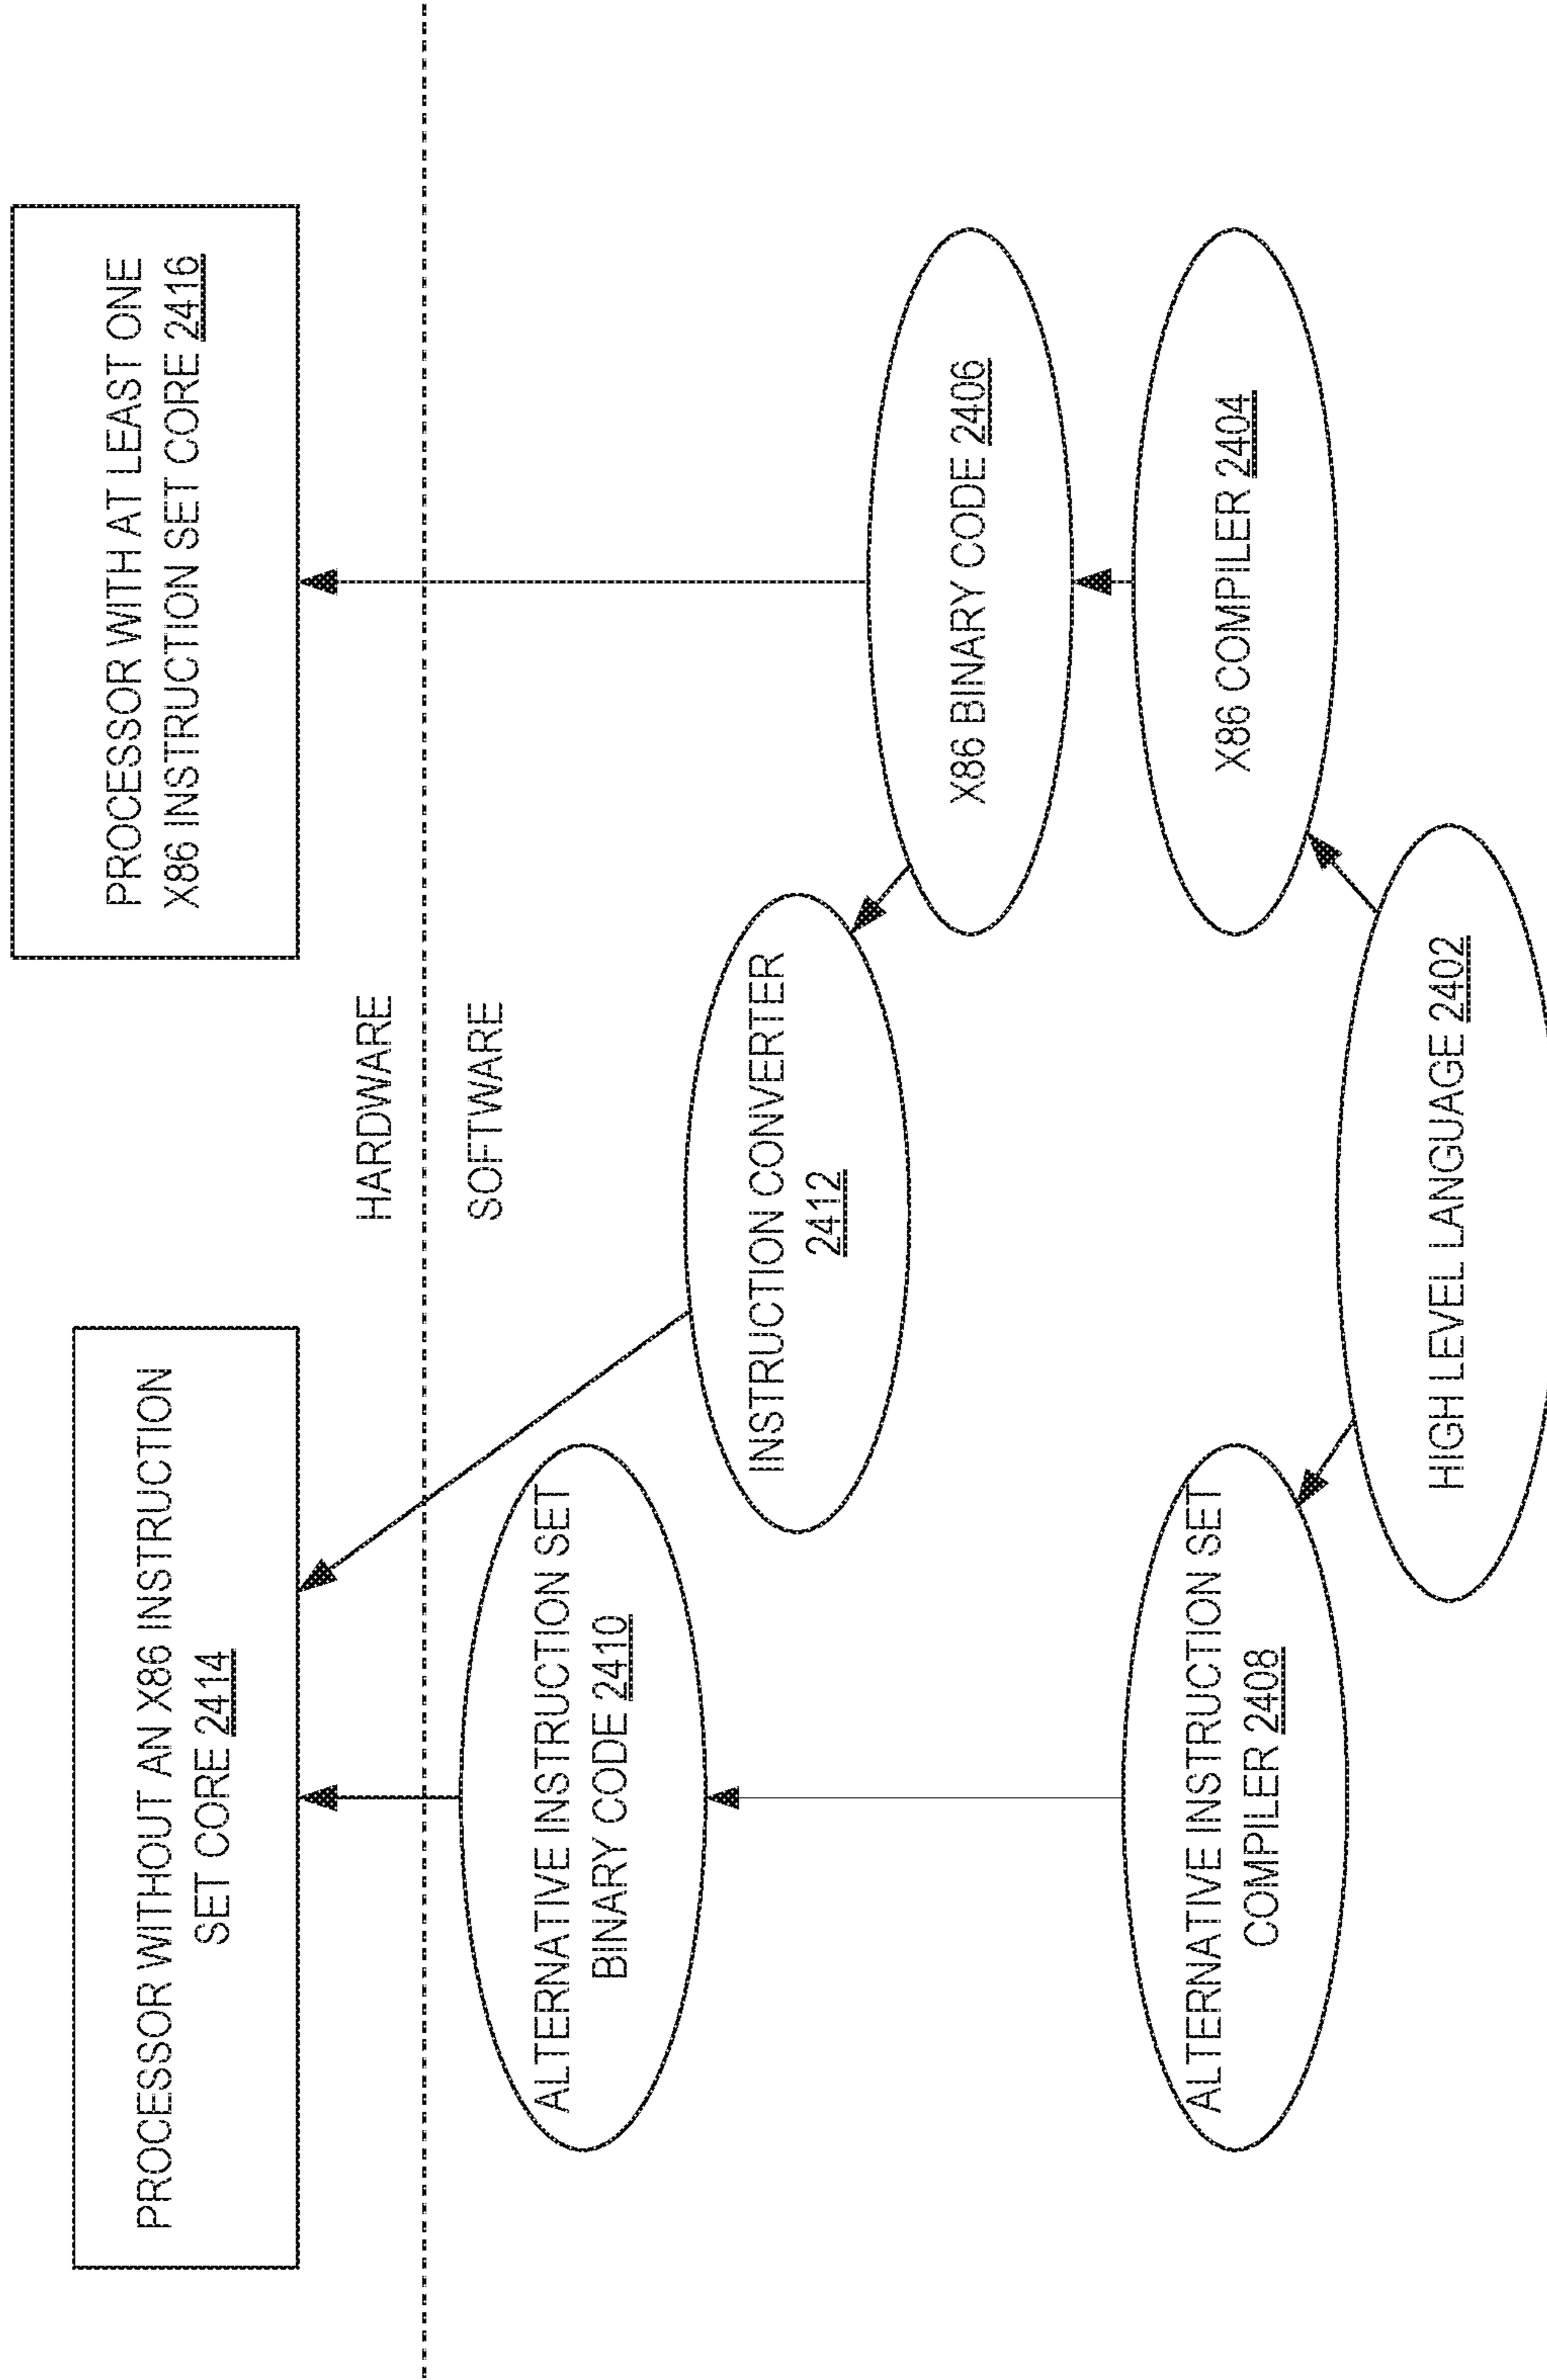 PROCESSOR WITHOUT AN X86 INSTRUCTION
SET CORE 2414
PROCESSOR WITH AT LEAST ONE
X86 INSTRUCTION SET CORE 2416
HARDWARE
SOFTWARE
ALTERNATIVE INSTRUCTION SET
BINARY CODE 2410
INSTRUCTION CONVERTER
2412
X86 BINARY CODE 2406
ALTERNATIVE INSTRUCTION SET
COMPILER 2408
X86 COMPILER 2404
HIGH LEVEL LANGUAGE 2402